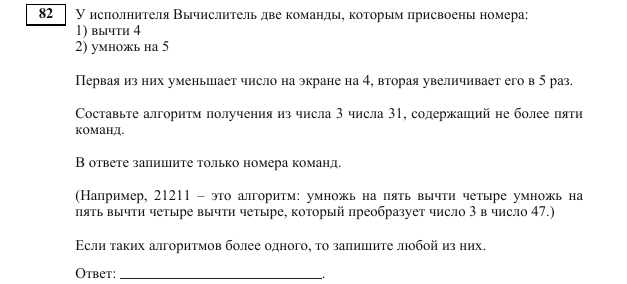 82
У исполнителя Вычислитель две команды, которым присвоены номера:
1) вычти 4
2) умножь на 5
Первая из них уменьшает число на экране на 4, вторая увеличивает его в 5 раз.
Составьте алгоритм получения из числа 3 числа 31, содержащий не более пяти
команд.
В ответе запишите только номера команд.
(Например, 21211 – это алгоритм: умножь на пять вычти четыре умножь на
пять вычти четыре вычти четыре, который преобразует число 3 в число 47.)
Если таких алгоритмов более одного, то запишите любой из них.
Ответ: ______________________________.